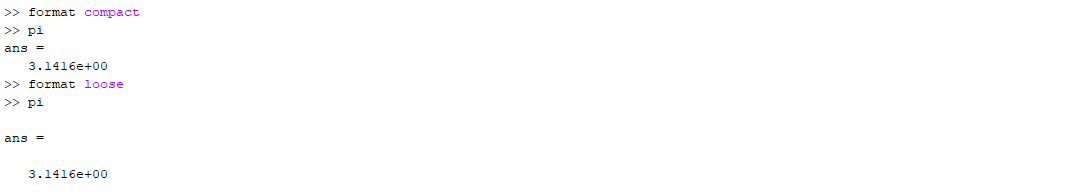 >> format compact
>> pi
ans =
   3.1416e+00
>> format loose
>> pi
ans =
   3.1416e+00